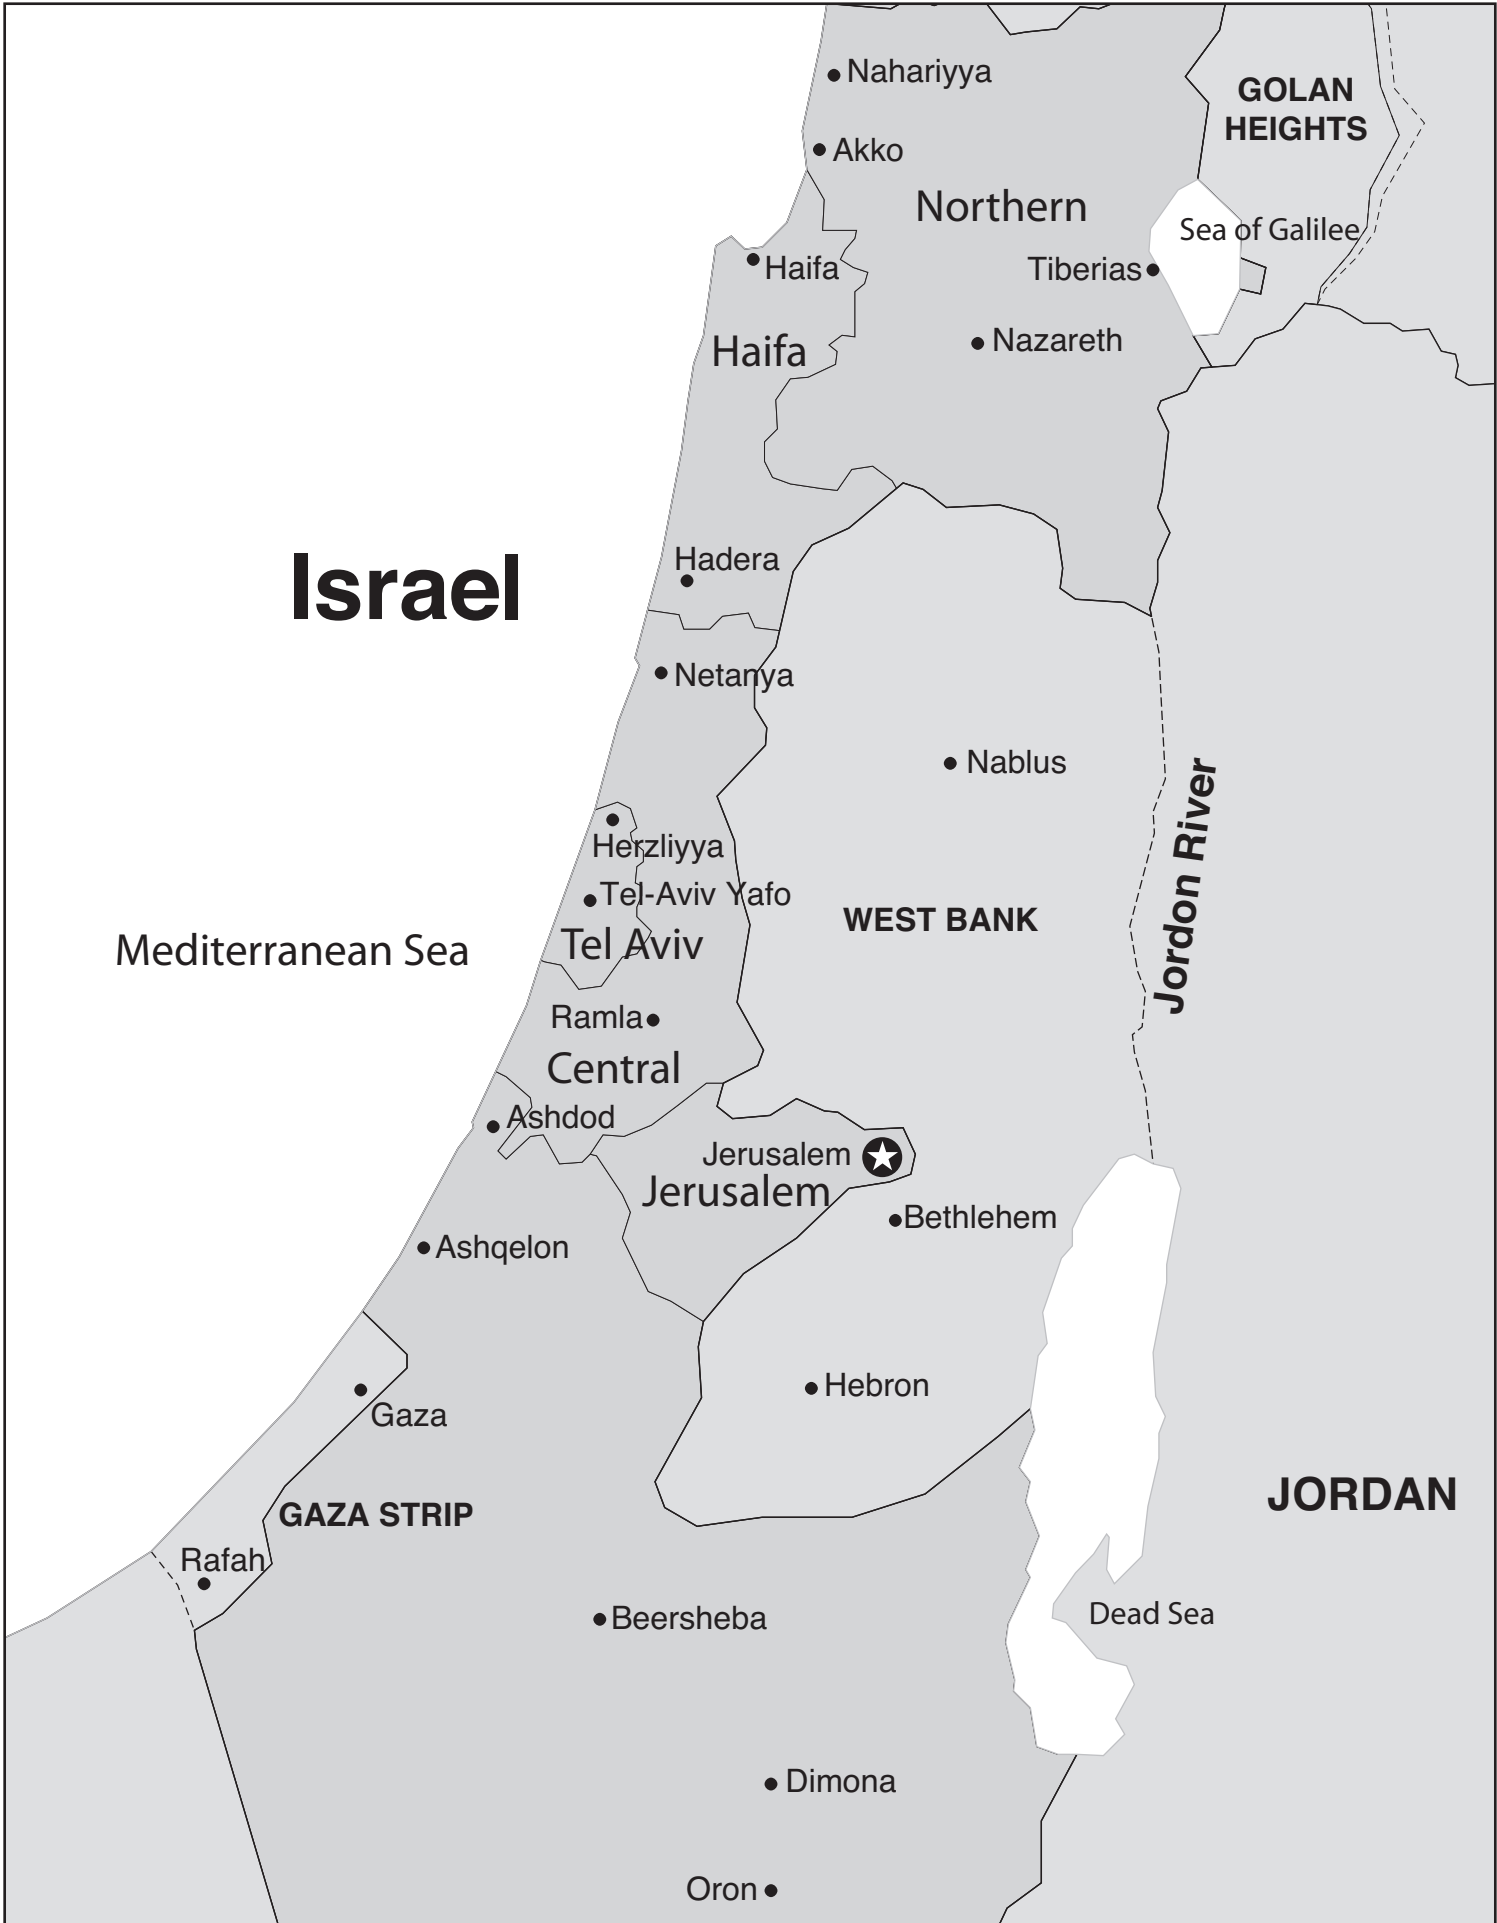 Nahariyya
GOLAN
HEIGHTS
Akko
Northern
Sea of Galilee
Haifa
Tiberias
Nazareth
Haifa
Hadera
Israel
Netanya
Nablus
Jordon River
Herzliyya
Tel-Aviv Yafo
WEST BANK
Tel Aviv
Mediterranean Sea
Ramla
Central
Ashdod
Jerusalem
Jerusalem
Bethlehem
Ashqelon
Hebron
Gaza
JORDAN
GAZA STRIP
Rafah
Dead Sea
Beersheba
Dimona
Oron